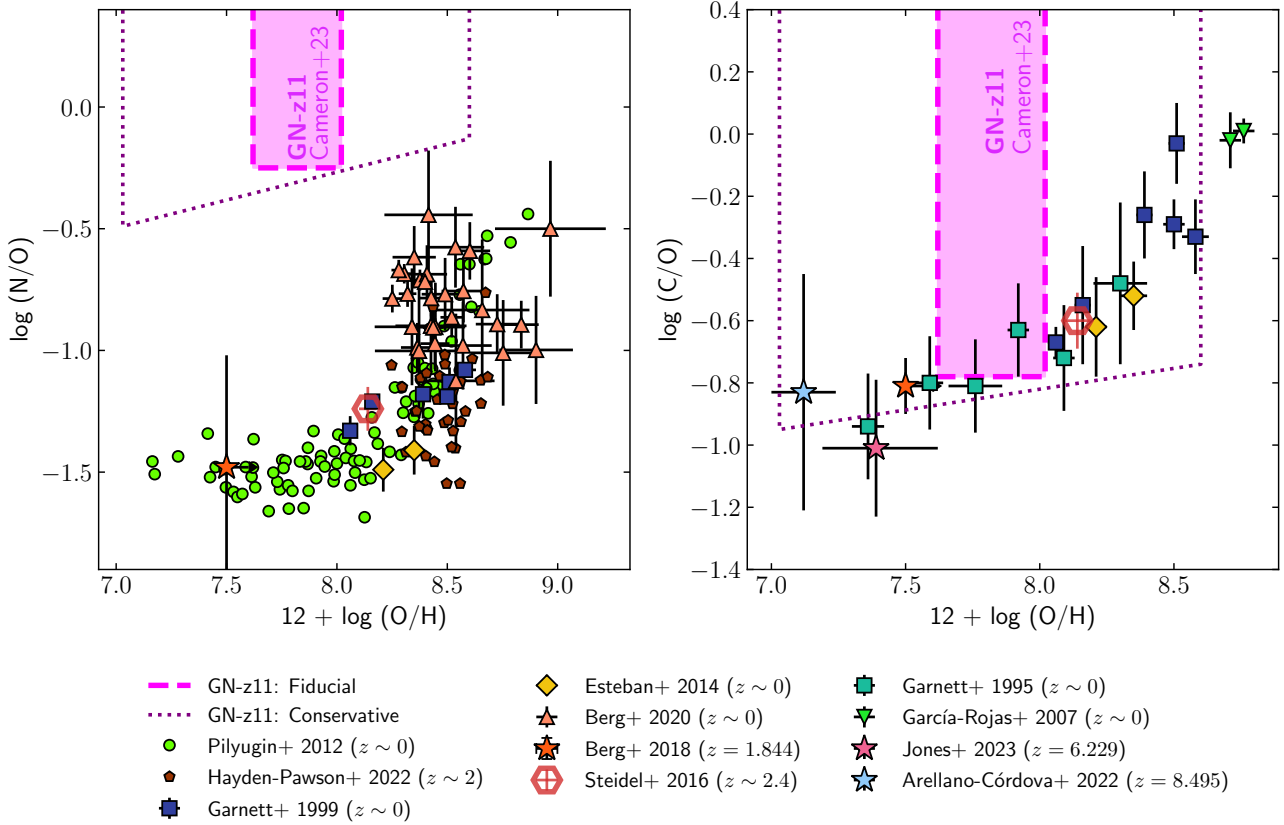 0.0
−0.5
−1.0
−1.5
log (N/O)
7.0 7.5 8.0 8.5 9.0
12 + log (O/H)
GN-z11
Cameron+23
0.4
0.2
0.0
−0.2
−0.4
−0.6
−0.8
−1.0
−1.2
−1.4
log (C/O)
7.0 7.5 8.0 8.5
12 + log (O/H)
GN-z11
Cameron+23
GN-z11: Fiducial
GN-z11: Conservative
Pilyugin+ 2012 (z ∼ 0)
Hayden-Pawson+ 2022 (z ∼ 2)
Garnett+ 1999 (z ∼ 0)
Esteban+ 2014 (z ∼ 0)
Berg+ 2020 (z ∼ 0)
Berg+ 2018 (z = 1.844)
Steidel+ 2016 (z ∼ 2.4)
Garnett+ 1995 (z ∼ 0)
García-Rojas+ 2007 (z ∼ 0)
Jones+ 2023 (z = 6.229)
Arellano-Córdova+ 2022 (z = 8.495)